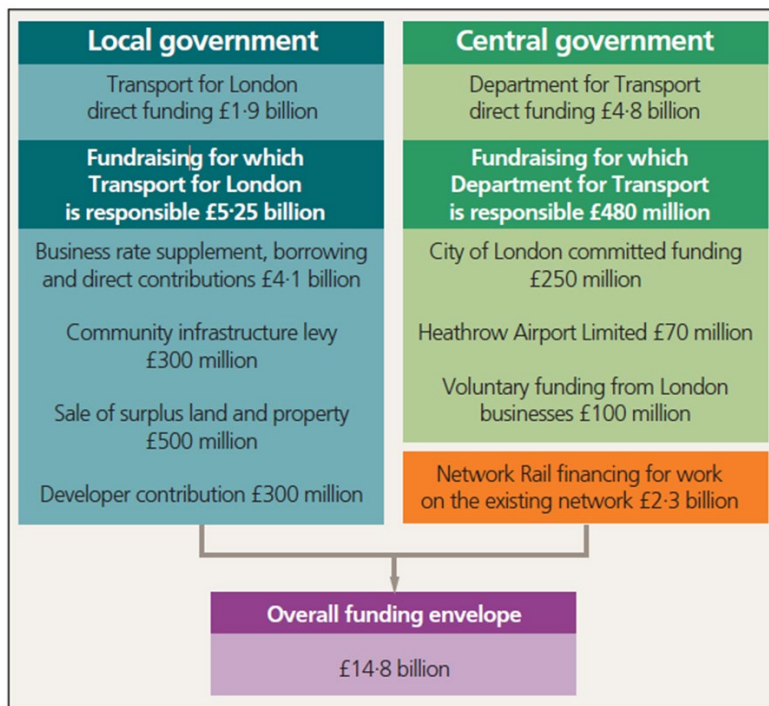 Local government
Transport for London
direct funding £1·9 billion
Fundraising for which
Transport for London
is responsible £5·25 billion
Business rate supplement, borrowing
and direct contributions £4·1 billion
Community infrastructure levy
£300 million
Sale of surplus land and property
£500 million
Developer contribution £300 million
Central government
Department for Transport
direct funding £4·8 billion
Fundraising for which
Department for Transport
is responsible £480 million
City of London committed funding
£250 million
Heathrow Airport Limited £70 million
Voluntary funding from London
businesses £100 million
Network Rail financing for work
on the existing network £2·3 billion
Overall funding envelope
£14·8 billion